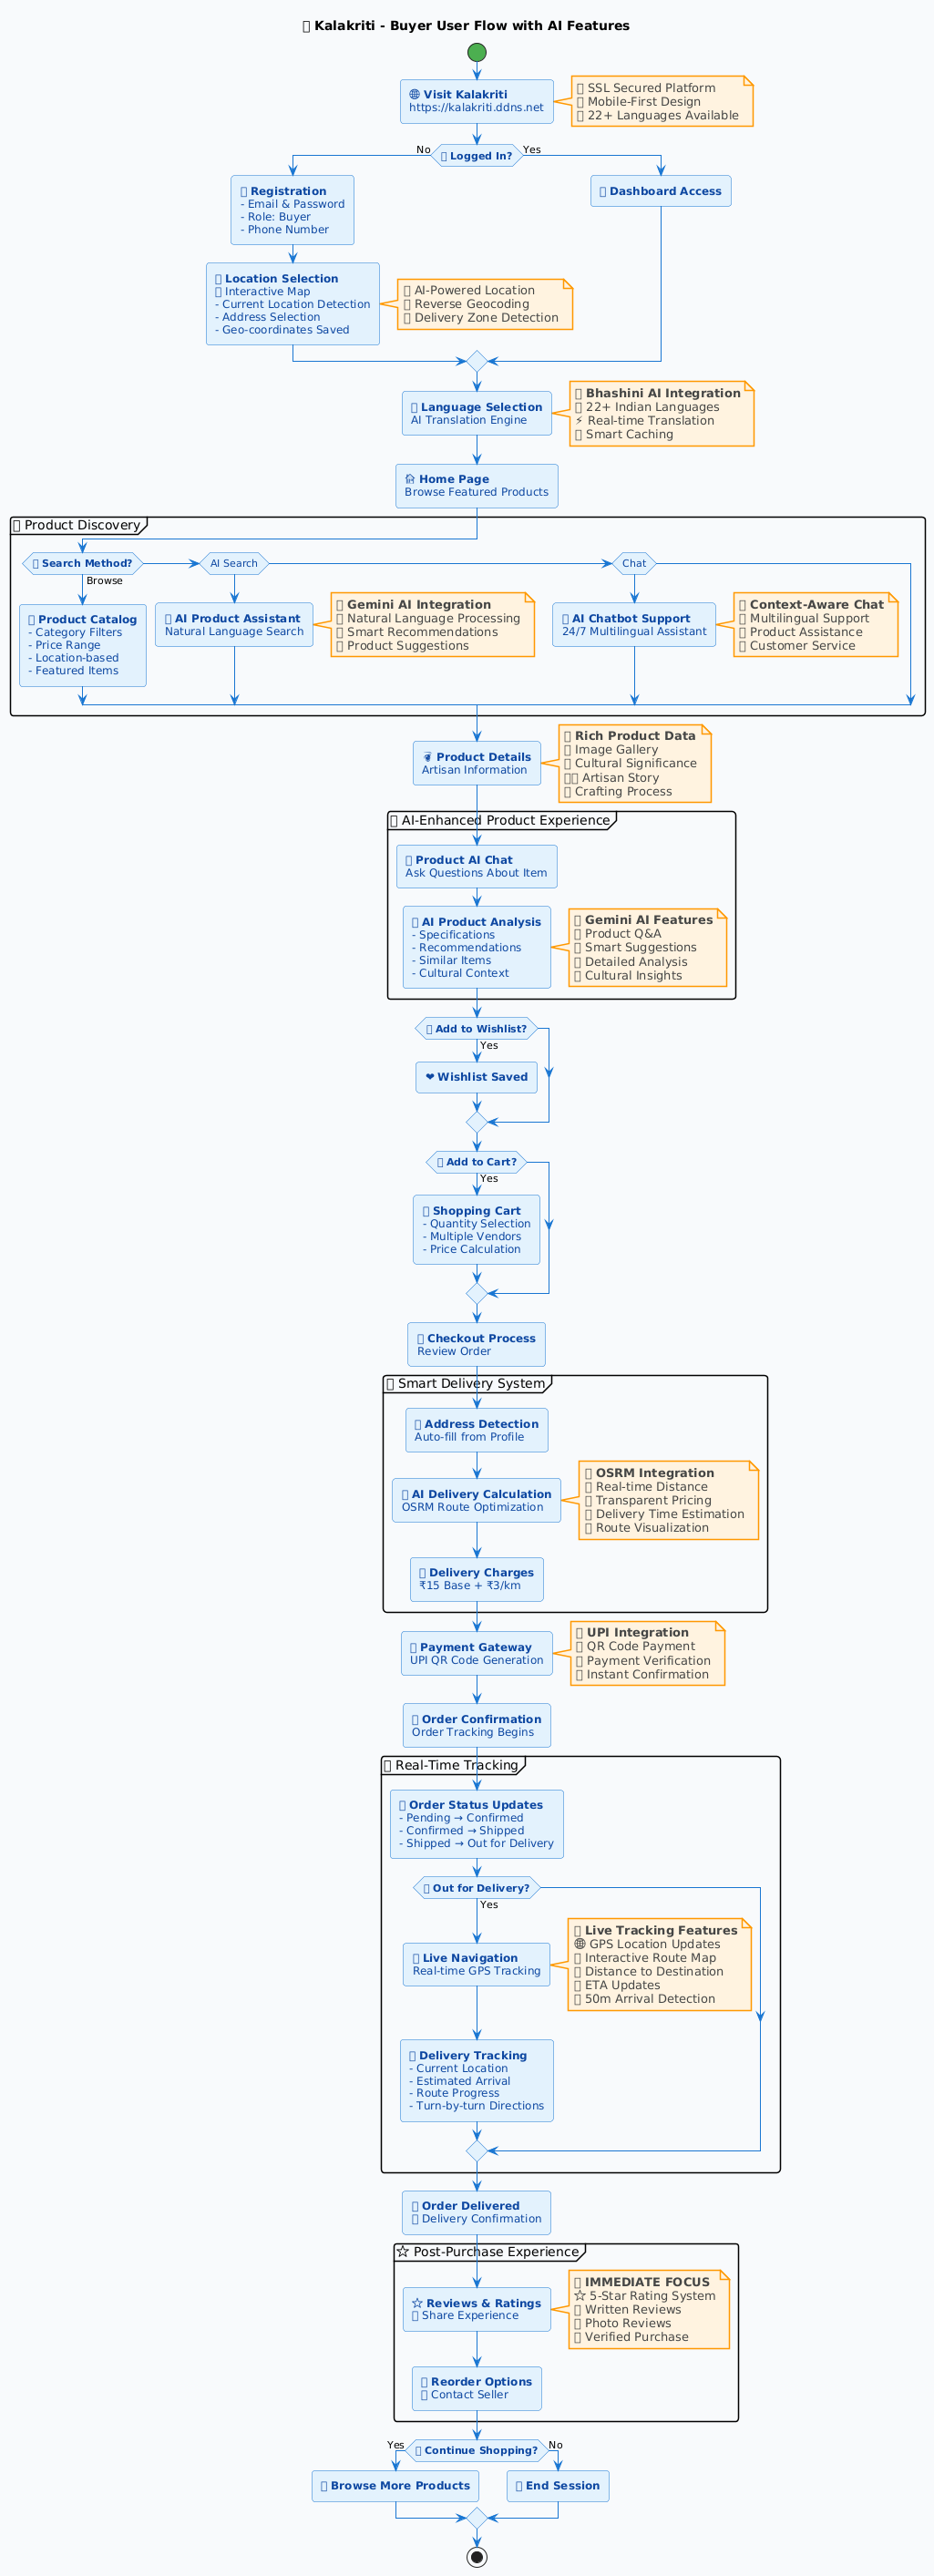 Kalakriti - Buyer User Flow with AI Features
Visit Kalakriti
https://kalakriti.ddns.net
SSL Secured Platform
Mobile-First Design
22+ Languages Available
No
Logged In?
Yes
Registration
- Email & Password
- Role: Buyer
- Phone Number
Dashboard Access
Location Selection
Interactive Map
- Current Location Detection
- Address Selection
- Geo-coordinates Saved
AI-Powered Location
Reverse Geocoding
Delivery Zone Detection
Language Selection
AI Translation Engine
Bhashini AI Integration
22+ Indian Languages
⚡ Real-time Translation
Smart Caching
Home Page
Browse Featured Products
Product Discovery
Search Method?
Browse
AI Search
Chat
Product Catalog
- Category Filters
- Price Range
- Location-based
- Featured Items
AI Product Assistant
Natural Language Search
Gemini AI Integration
Natural Language Processing
Smart Recommendations
Product Suggestions
AI Chatbot Support
24/7 Multilingual Assistant
Context-Aware Chat
Multilingual Support
Product Assistance
Customer Service
Product Details
Artisan Information
Rich Product Data
Image Gallery
Cultural Significance
Artisan Story
Crafting Process
AI-Enhanced Product Experience
Product AI Chat
Ask Questions About Item
AI Product Analysis
- Specifications
- Recommendations
- Similar Items
- Cultural Context
Gemini AI Features
Product Q&A
Smart Suggestions
Detailed Analysis
Cultural Insights
Add to Wishlist?
Yes
❤ Wishlist Saved
Add to Cart?
Yes
Shopping Cart
- Quantity Selection
- Multiple Vendors
- Price Calculation
Checkout Process
Review Order
Smart Delivery System
Address Detection
Auto-fill from Profile
AI Delivery Calculation
OSRM Route Optimization
OSRM Integration
Real-time Distance
Transparent Pricing
Delivery Time Estimation
Route Visualization
Delivery Charges
₹15 Base + ₹3/km
Payment Gateway
UPI QR Code Generation
UPI Integration
QR Code Payment
Payment Verification
Instant Confirmation
Order Confirmation
Order Tracking Begins
Real-Time Tracking
Order Status Updates
- Pending → Confirmed
- Confirmed → Shipped
- Shipped → Out for Delivery
Out for Delivery?
Yes
Live Navigation
Real-time GPS Tracking
Live Tracking Features
GPS Location Updates
Interactive Route Map
Distance to Destination
ETA Updates
50m Arrival Detection
Delivery Tracking
- Current Location
- Estimated Arrival
- Route Progress
- Turn-by-turn Directions
Order Delivered
Delivery Confirmation
Post-Purchase Experience
Reviews & Ratings
Share Experience
IMMEDIATE FOCUS
5-Star Rating System
Written Reviews
Photo Reviews
Verified Purchase
Reorder Options
Contact Seller
Yes
Continue Shopping?
No
Browse More Products
End Session